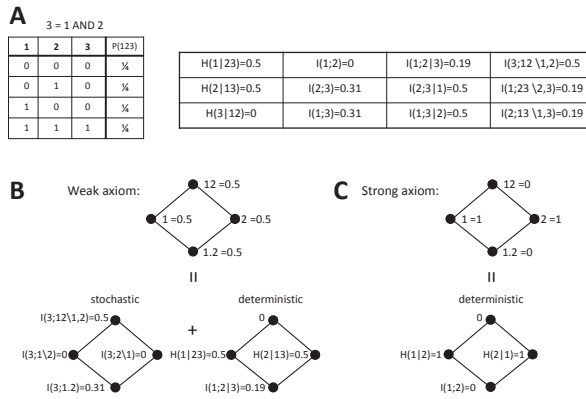 A
3 = 1 AND 2
1 2 3 P(123)
0 0 0 ¼
0 1 0 ¼
1 0 0 ¼
1 1 1 ¼
H(1|23)=0.5 I(1;2)=0 I(1;2|3)=0.19 I(3;12 \1,2)=0.5
H(2|13)=0.5 I(2;3)=0.31 I(2;3|1)=0.5 I(1;23 \2,3)=0.19
H(3|12)=0 I(1;3)=0.31 I(1;3|2)=0.5 I(2;13 \1,3)=0.19
B
Weak axiom:
12 =0.5
1 =0.5
2 =0.5
1.2 =0.5
=
stochastic
I(3;12\1,2)=0.5
I(3;1\2)=0
I(3;2\1)=0
I(3;1.2)=0.31
+
deterministic
0
H(1|23)=0.5
H(2|13)=0.5
I(1;2|3)=0.19
C
Strong axiom:
12 =0
1 =1
2 =1
1.2 =0
=
deterministic
0
H(1|2)=1
H(2|1)=1
I(1;2)=0